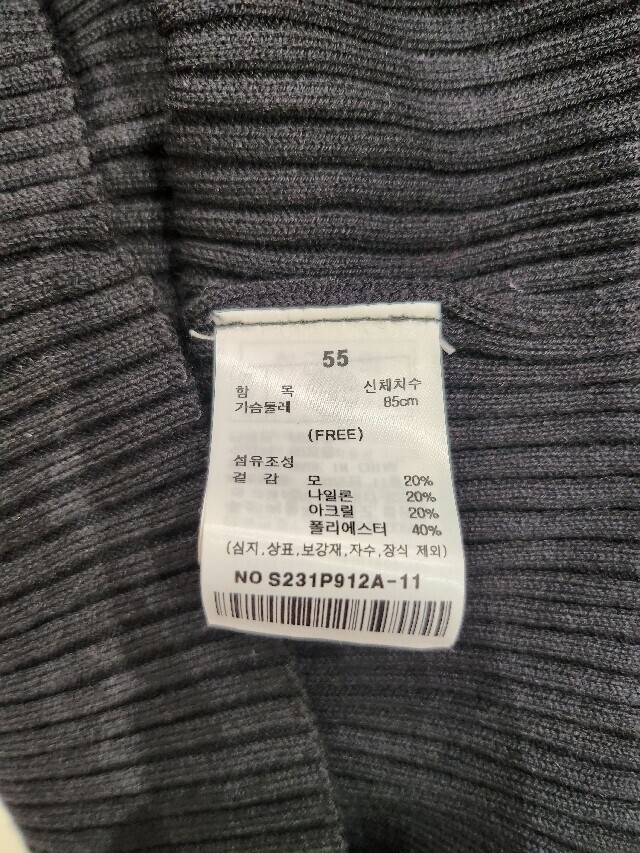 55
항 목 신체치수
가슴둘레 85cm
(FREE)
섬유조성
겉 감 모 20%
나일론 20%
아크릴 20%
폴리에스터 40%
(심지,상표,보강재,자수,장식 제외)
NO S231P912A-11